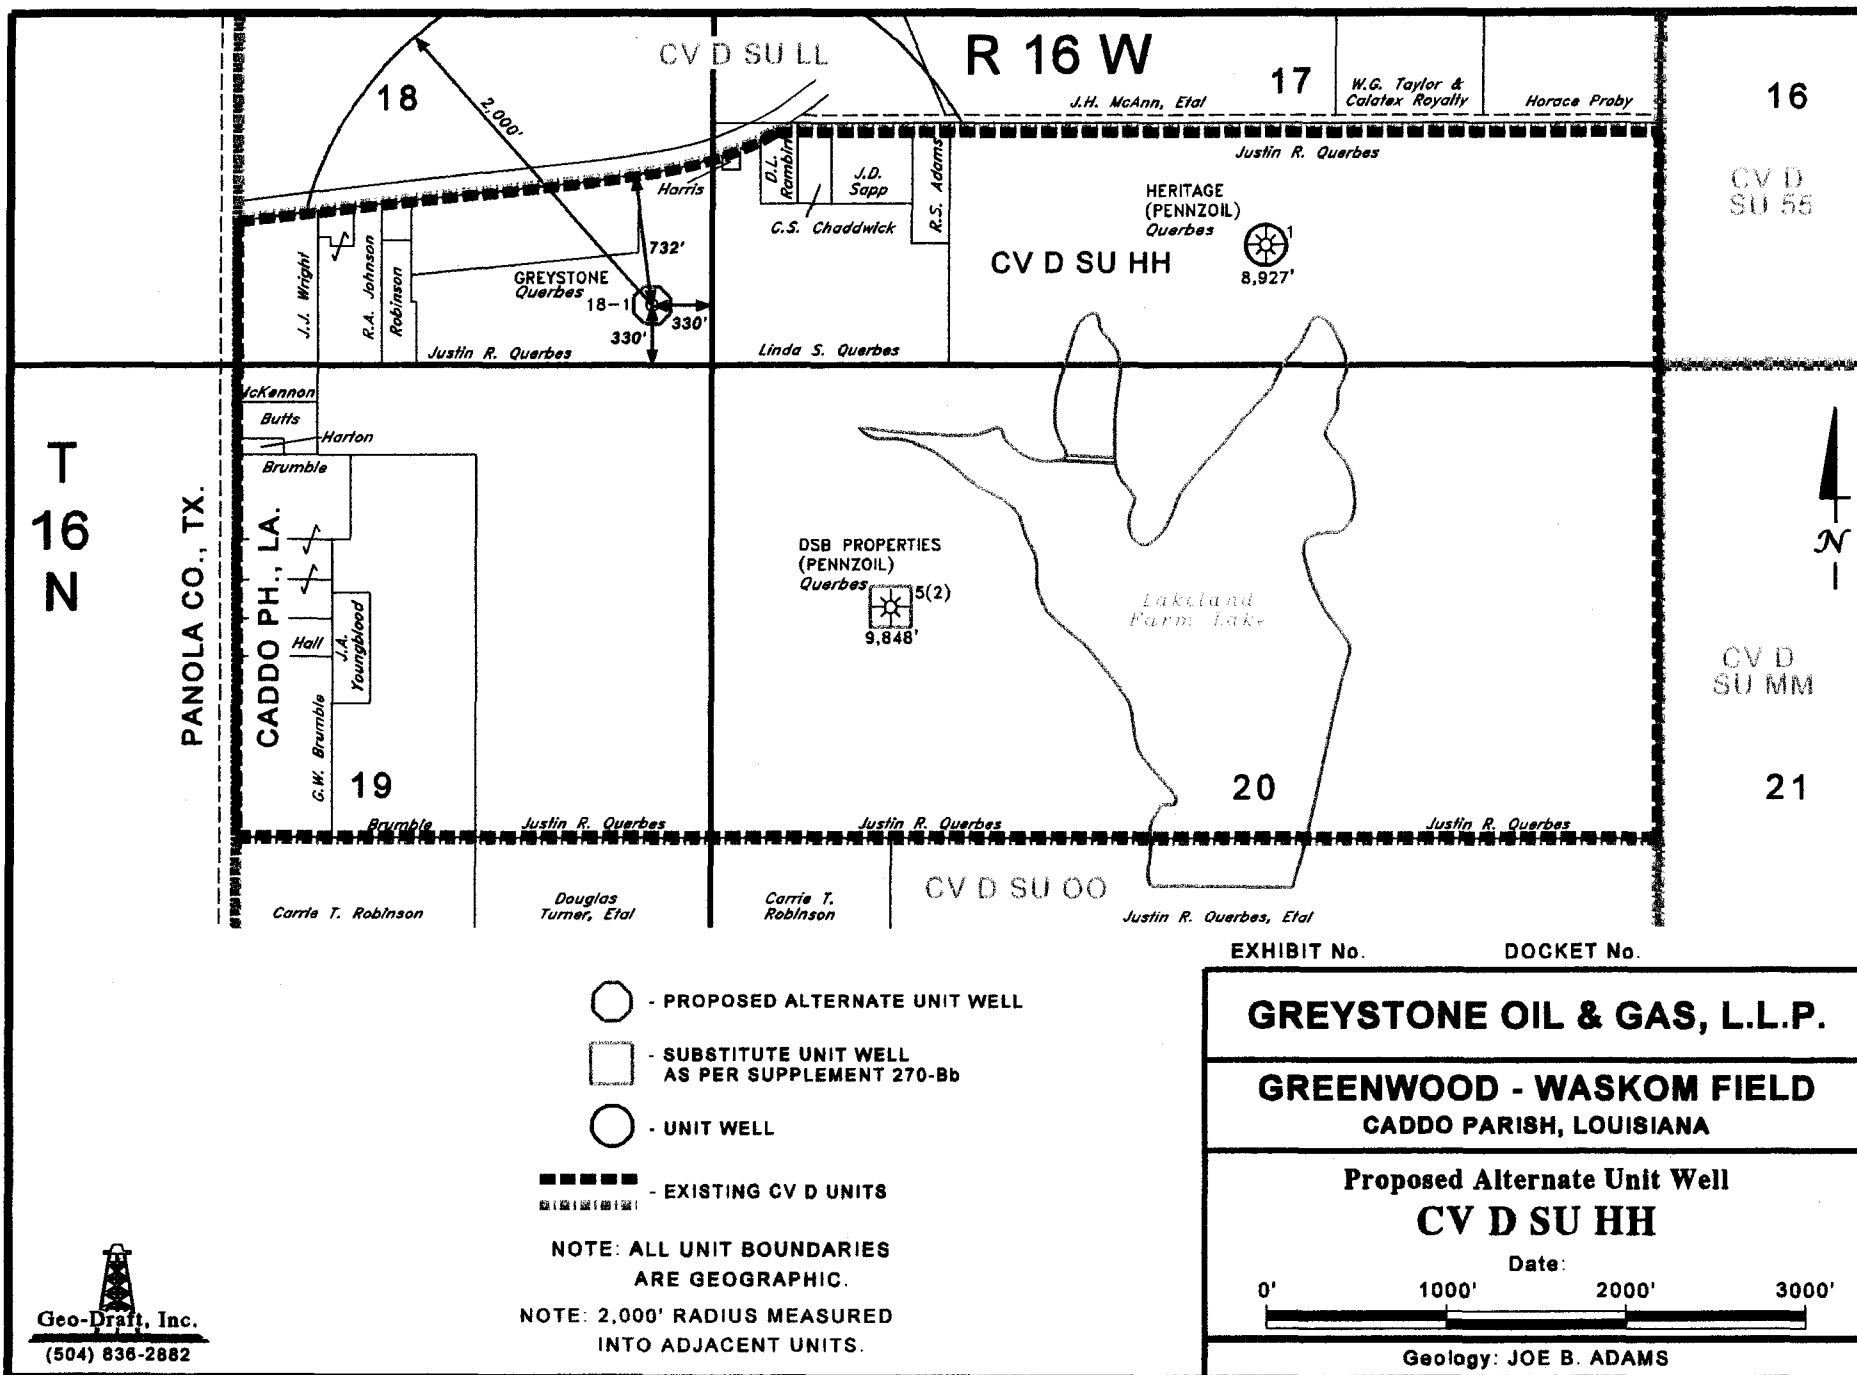 CV D SU LL
R 16 W
18
17
16
2,000'
J.H. McAnn, Etal
W.G. Taylor &
Calatex Royalty
Horace Proby
Justin R. Querbes
Harris
D.L.
Rambin
J.D.
Sapp
R.S. Adams
C.S. Chaddwick
HERITAGE
(PENNZOIL)
Querbes
1
8,927'
CV D SU HH
CV D
SU 55
J.J. Wright
R.A. Johnson
Robinson
732'
GREYSTONE
Querbes
18-1
330'
330'
Justin R. Querbes
Linda S. Querbes
McKennon
Butts
Harton
Brumble
T
16
N
PANOLA CO., TX.
CADDO PH., LA.
Hall
J.A.
Youngblood
G.W. Brumble
19
Brumble
Justin R. Querbes
DSB PROPERTIES
(PENNZOIL)
Querbes
5(2)
9,848'
Lakeland
Farm Lake
20
Justin R. Querbes
Justin R. Querbes
N
CV D
SU MM
21
Carrie T. Robinson
Douglas
Turner, Etal
Carrie T.
Robinson
CV D SU OO
Justin R. Querbes, Etal
EXHIBIT No. DOCKET No.
- PROPOSED ALTERNATE UNIT WELL
- SUBSTITUTE UNIT WELL
AS PER SUPPLEMENT 270-Bb
- UNIT WELL
- EXISTING CV D UNITS
NOTE: ALL UNIT BOUNDARIES
ARE GEOGRAPHIC.
NOTE: 2,000' RADIUS MEASURED
INTO ADJACENT UNITS.
Geo-Draft, Inc.
(504) 836-2882
GREYSTONE OIL & GAS, L.L.P.
GREENWOOD - WASKOM FIELD
CADDO PARISH, LOUISIANA
Proposed Alternate Unit Well
CV D SU HH
Date:
0' 1000' 2000' 3000'
Geology: JOE B. ADAMS